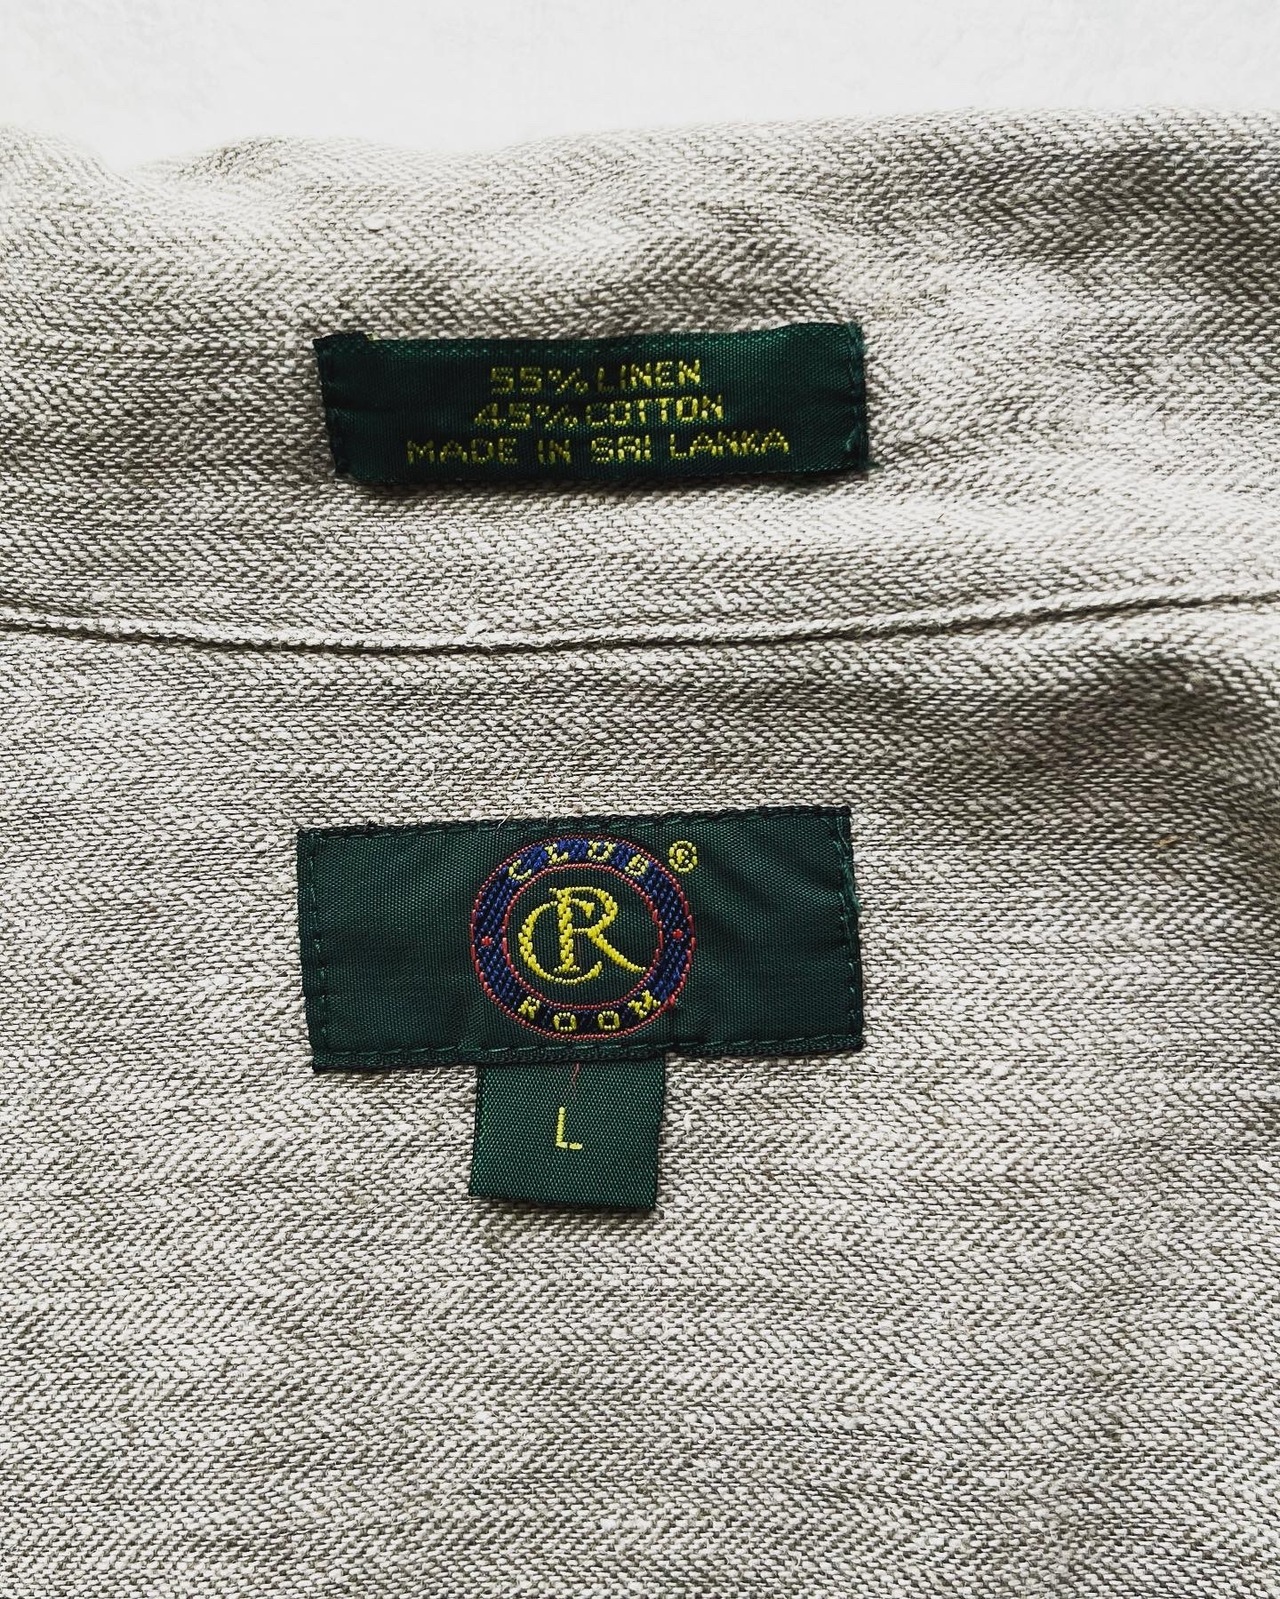 55% LINEN
45% COTTON
MADE IN SRI LANKA
CLUB ®
CR
ROOM
L